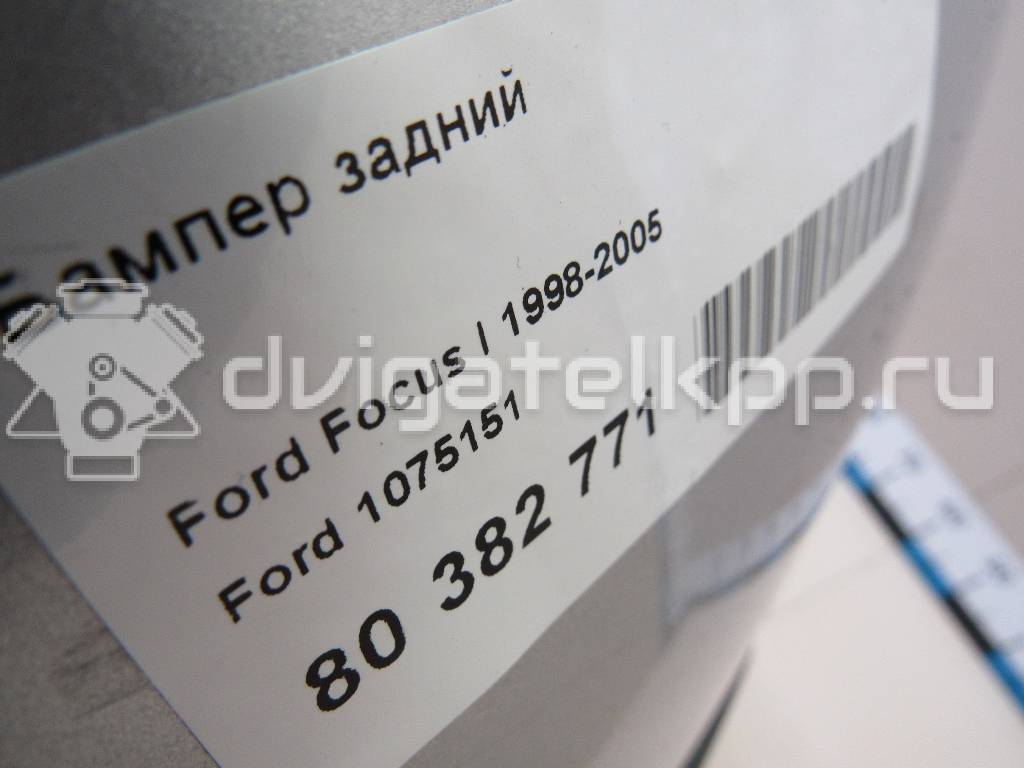 Бампер задний
Ford Focus I 1998-2005
Ford 1075151
80 382 771
dvigatelkpp.ru